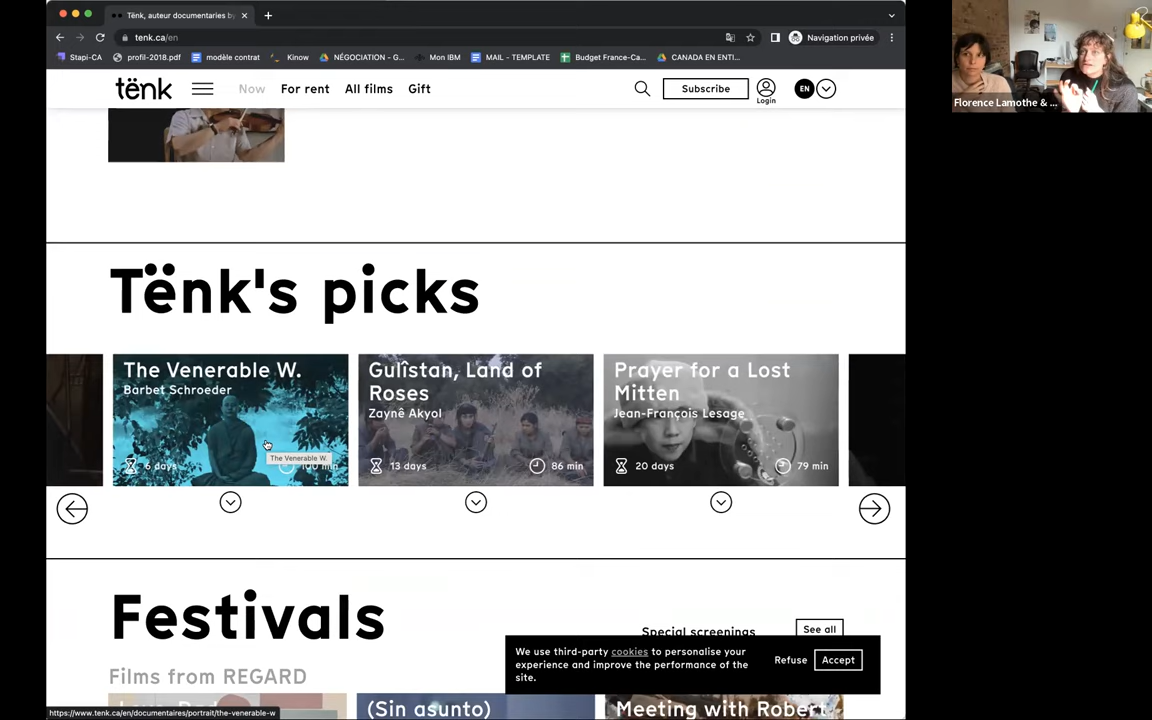 Tënk, auteur documentaries by
tenk.ca/en
Navigation privée
Stapi-CA
profil-2018.pdf
modèle contrat
Kinow
NÉGOCIATION - G...
Mon IBM
MAIL - TEMPLATE
Budget France-Ca...
CANADA EN ENTI...
tënk
Now
For rent
All films
Gift
Subscribe
Login
EN
Florence Lamothe & ...
Tënk's picks
The Venerable W.
Barbet Schroeder
6 days
100 min
The Venerable W.
Gulîstan, Land of
Roses
Zaynê Akyol
13 days
86 min
Prayer for a Lost
Mitten
Jean-François Lesage
20 days
79 min
Festivals
Special screenings
See all
Films from REGARD
We use third-party cookies to personalise your
experience and improve the performance of the
site.
Refuse
Accept
(Sin asunto)
Meeting with Robert
https://www.tenk.ca/en/documentaires/portrait/the-venerable-w